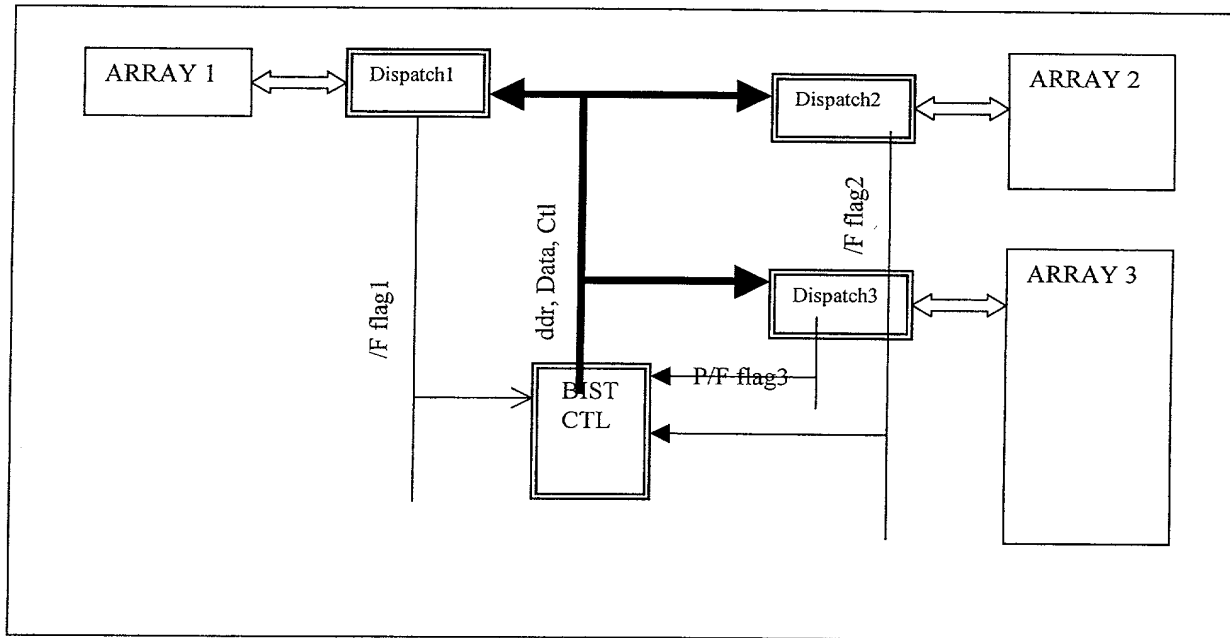 ARRAY 1
Dispatch1
Dispatch2
ARRAY 2
/F flag1
ddr, Data, Ctl
/F flag2
Dispatch3
ARRAY 3
P/F flag3
BIST
CTL